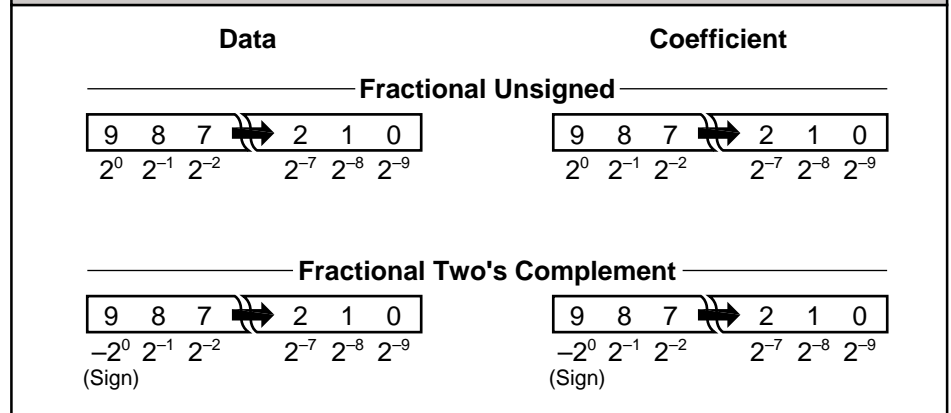 Data Coefficient
Fractional Unsigned
9 8 7 2 1 0 9 8 7 2 1 0
2⁰ 2⁻¹ 2⁻² 2⁻⁷ 2⁻⁸ 2⁻⁹ 2⁰ 2⁻¹ 2⁻² 2⁻⁷ 2⁻⁸ 2⁻⁹
Fractional Two's Complement
9 8 7 2 1 0 9 8 7 2 1 0
–2⁰ 2⁻¹ 2⁻² 2⁻⁷ 2⁻⁸ 2⁻⁹ –2⁰ 2⁻¹ 2⁻² 2⁻⁷ 2⁻⁸ 2⁻⁹
(Sign) (Sign)